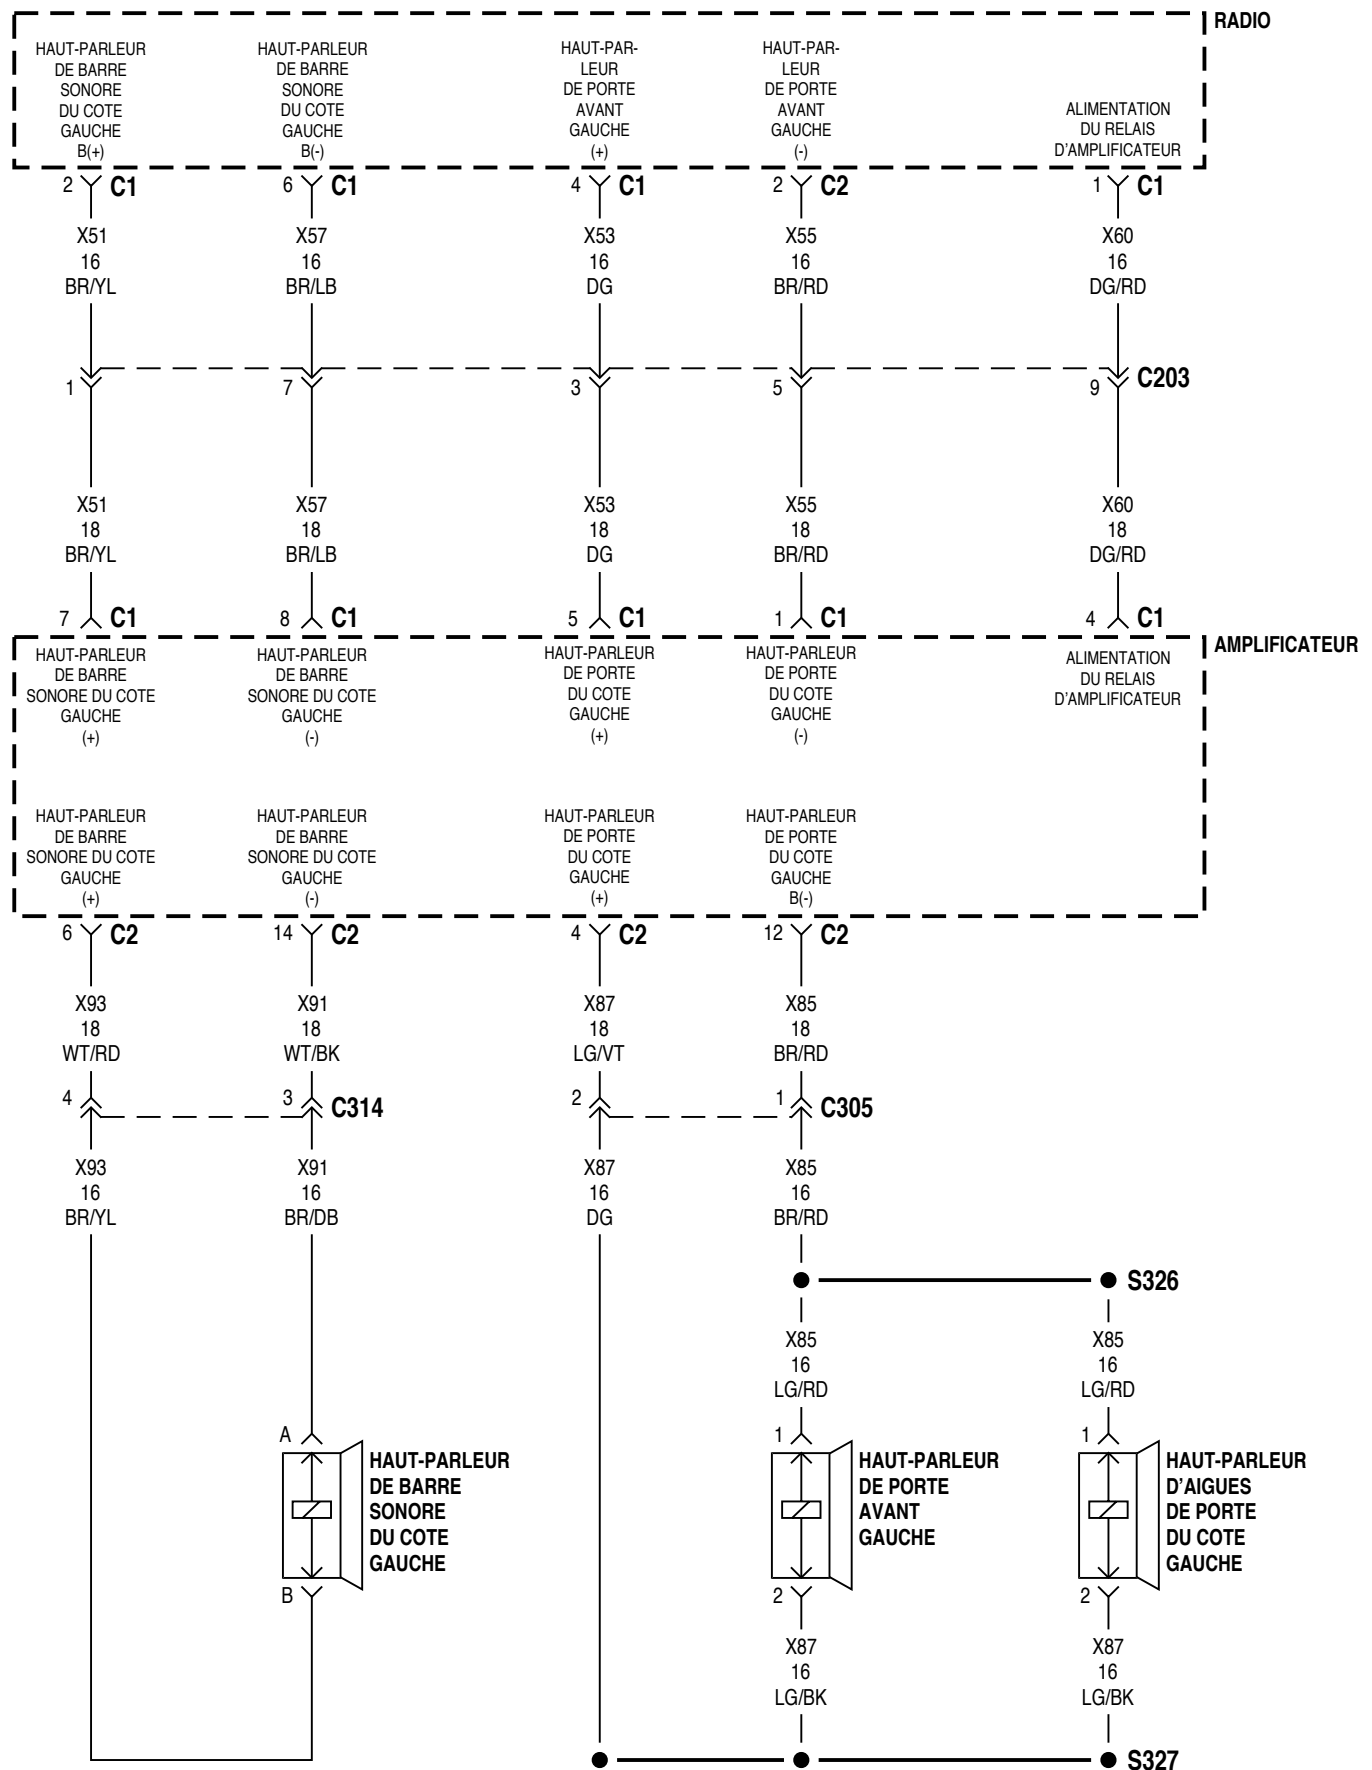 RADIO
HAUT-PARLEUR
DE BARRE
SONORE
DU COTE
GAUCHE
B(+)
HAUT-PARLEUR
DE BARRE
SONORE
DU COTE
GAUCHE
B(-)
HAUT-PAR-
LEUR
DE PORTE
AVANT
GAUCHE
(+)
HAUT-PAR-
LEUR
DE PORTE
AVANT
GAUCHE
(-)
ALIMENTATION
DU RELAIS
D'AMPLIFICATEUR
2 C1
6 C1
4 C1
2 C2
1 C1
X51
16
BR/YL
X57
16
BR/LB
X53
16
DG
X55
16
BR/RD
X60
16
DG/RD
1
7
3
5
9
C203
X51
18
BR/YL
X57
18
BR/LB
X53
18
DG
X55
18
BR/RD
X60
18
DG/RD
7 C1
8 C1
5 C1
1 C1
4 C1
AMPLIFICATEUR
HAUT-PARLEUR
DE BARRE
SONORE DU COTE
GAUCHE
(+)
HAUT-PARLEUR
DE BARRE
SONORE DU COTE
GAUCHE
(-)
HAUT-PARLEUR
DE PORTE
DU COTE
GAUCHE
(+)
HAUT-PARLEUR
DE PORTE
DU COTE
GAUCHE
(-)
ALIMENTATION
DU RELAIS
D'AMPLIFICATEUR
HAUT-PARLEUR
DE BARRE
SONORE DU COTE
GAUCHE
(+)
HAUT-PARLEUR
DE BARRE
SONORE DU COTE
GAUCHE
(-)
HAUT-PARLEUR
DE PORTE
DU COTE
GAUCHE
(+)
HAUT-PARLEUR
DE PORTE
DU COTE
GAUCHE
B(-)
6 C2
14 C2
4 C2
12 C2
X93
18
WT/RD
X91
18
WT/BK
X87
18
LG/VT
X85
18
BR/RD
4
3
C314
2
1
C305
X93
16
BR/YL
X91
16
BR/DB
X87
16
DG
X85
16
BR/RD
S326
X85
16
LG/RD
X85
16
LG/RD
A
HAUT-PARLEUR
DE BARRE
SONORE
DU COTE
GAUCHE
B
1
HAUT-PARLEUR
DE PORTE
AVANT
GAUCHE
2
1
HAUT-PARLEUR
D'AIGUES
DE PORTE
DU COTE
GAUCHE
2
X87
16
LG/BK
X87
16
LG/BK
S327